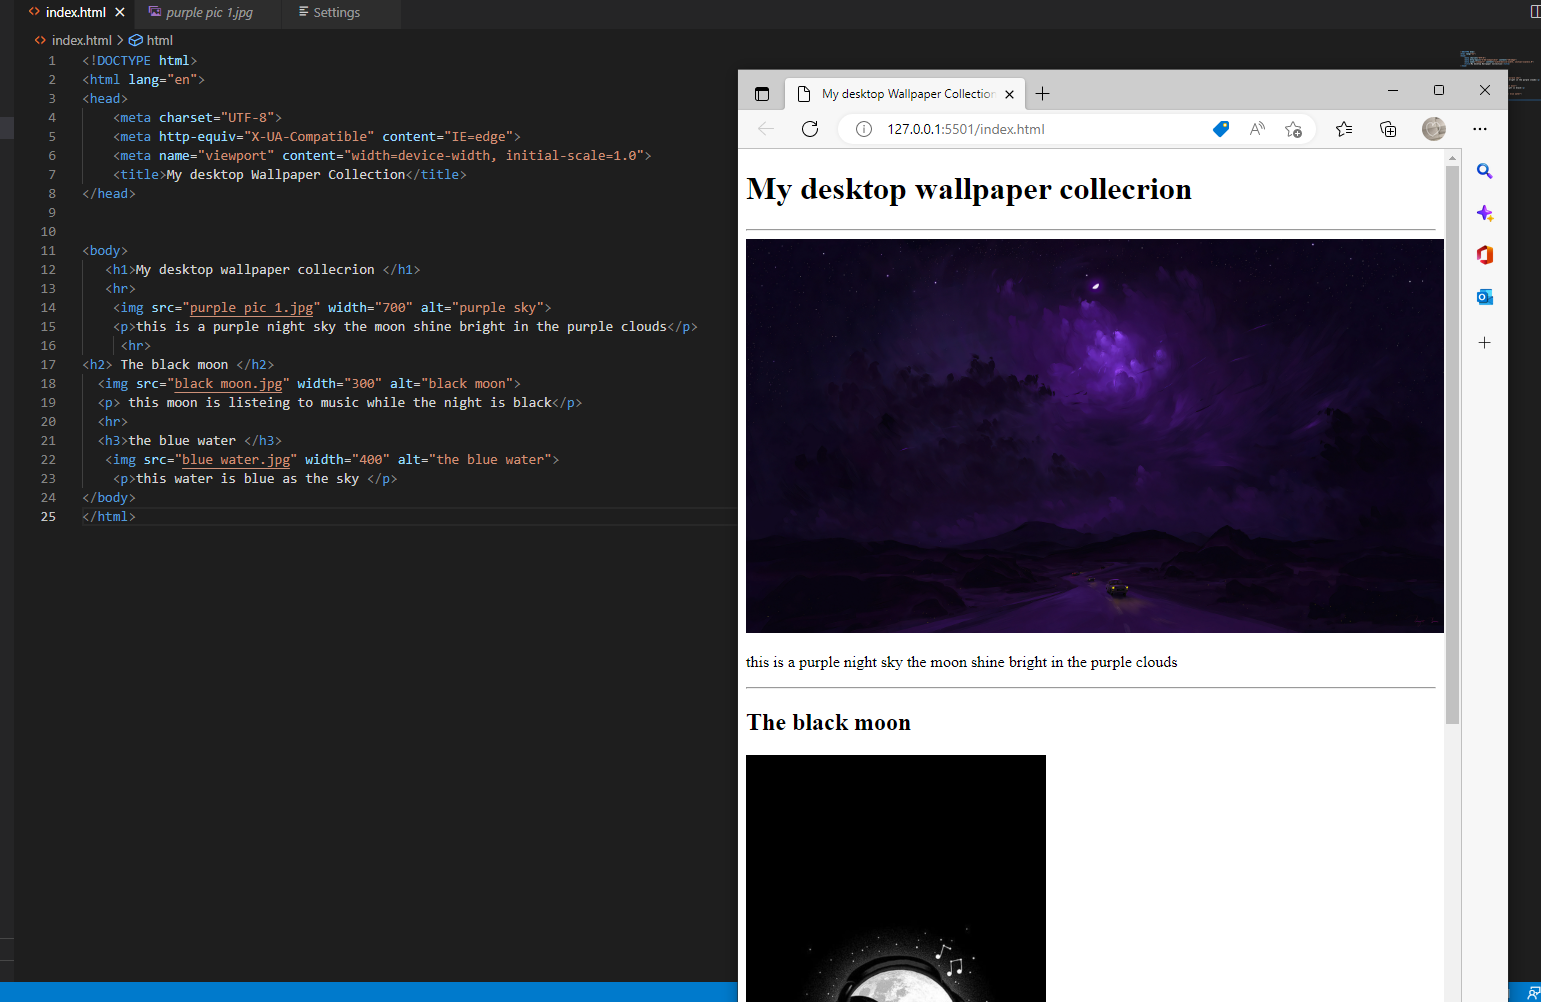 index.html
purple pic 1.jpg
Settings
index.html > html
1 <!DOCTYPE html>
2 <html lang="en">
3 <head>
4 <meta charset="UTF-8">
5 <meta http-equiv="X-UA-Compatible" content="IE=edge">
6 <meta name="viewport" content="width=device-width, initial-scale=1.0">
7 <title>My desktop Wallpaper Collection</title>
8 </head>
9
10
11 <body>
12 <h1>My desktop wallpaper collecrion </h1>
13 <hr>
14 <img src="purple pic 1.jpg" width="700" alt="purple sky">
15 <p>this is a purple night sky the moon shine bright in the purple clouds</p>
16 <hr>
17 <h2> The black moon </h2>
18 <img src="black moon.jpg" width="300" alt="black moon">
19 <p> this moon is listeing to music while the night is black</p>
20 <hr>
21 <h3>the blue water </h3>
22 <img src="blue water.jpg" width="400" alt="the blue water">
23 <p>this water is blue as the sky </p>
24 </body>
25 </html>
My desktop Wallpaper Collection
127.0.0.1:5501/index.html
My desktop wallpaper collecrion
this is a purple night sky the moon shine bright in the purple clouds
The black moon